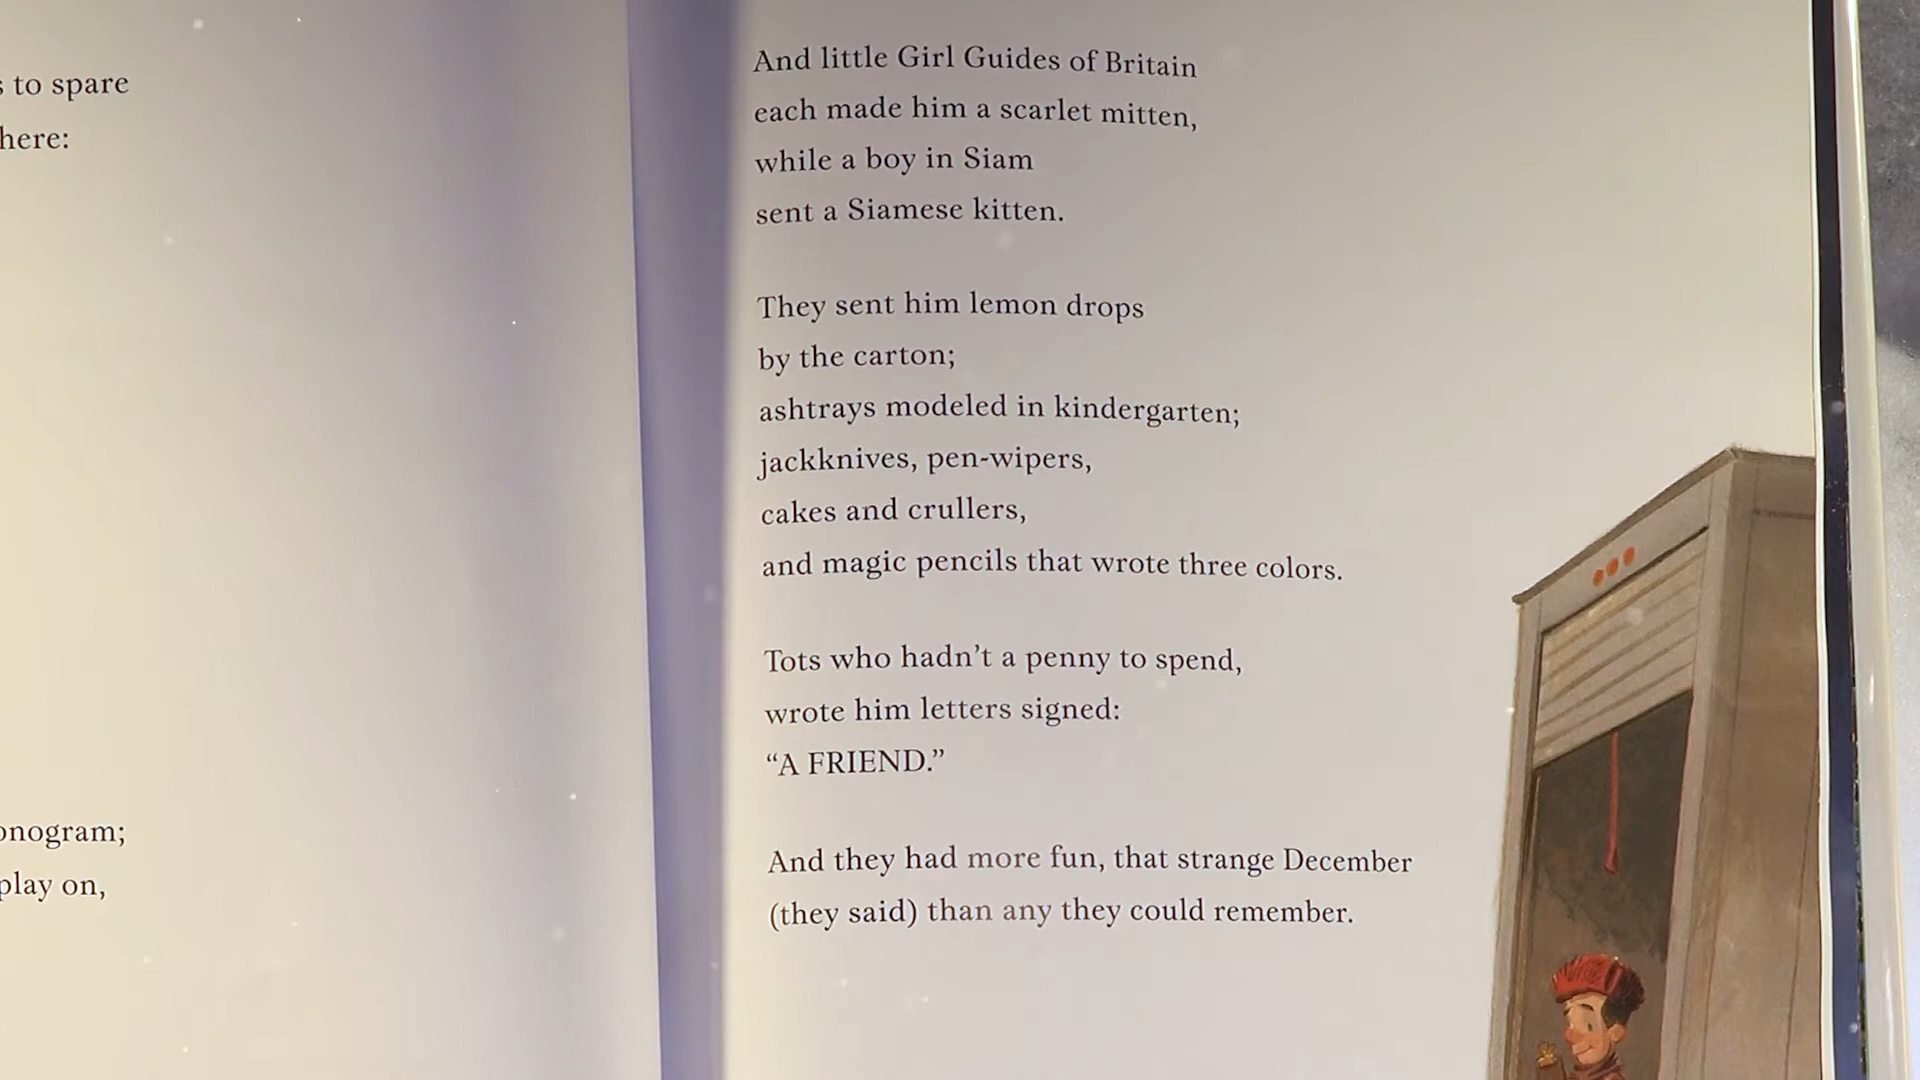 to spare
here:
onogram;
play on,
And little Girl Guides of Britain
each made him a scarlet mitten,
while a boy in Siam
sent a Siamese kitten.
They sent him lemon drops
by the carton;
ashtrays modeled in kindergarten;
jackknives, pen-wipers,
cakes and crullers,
and magic pencils that wrote three colors.
Tots who hadn’t a penny to spend,
wrote him letters signed:
“A FRIEND.”
And they had more fun, that strange December
(they said) than any they could remember.